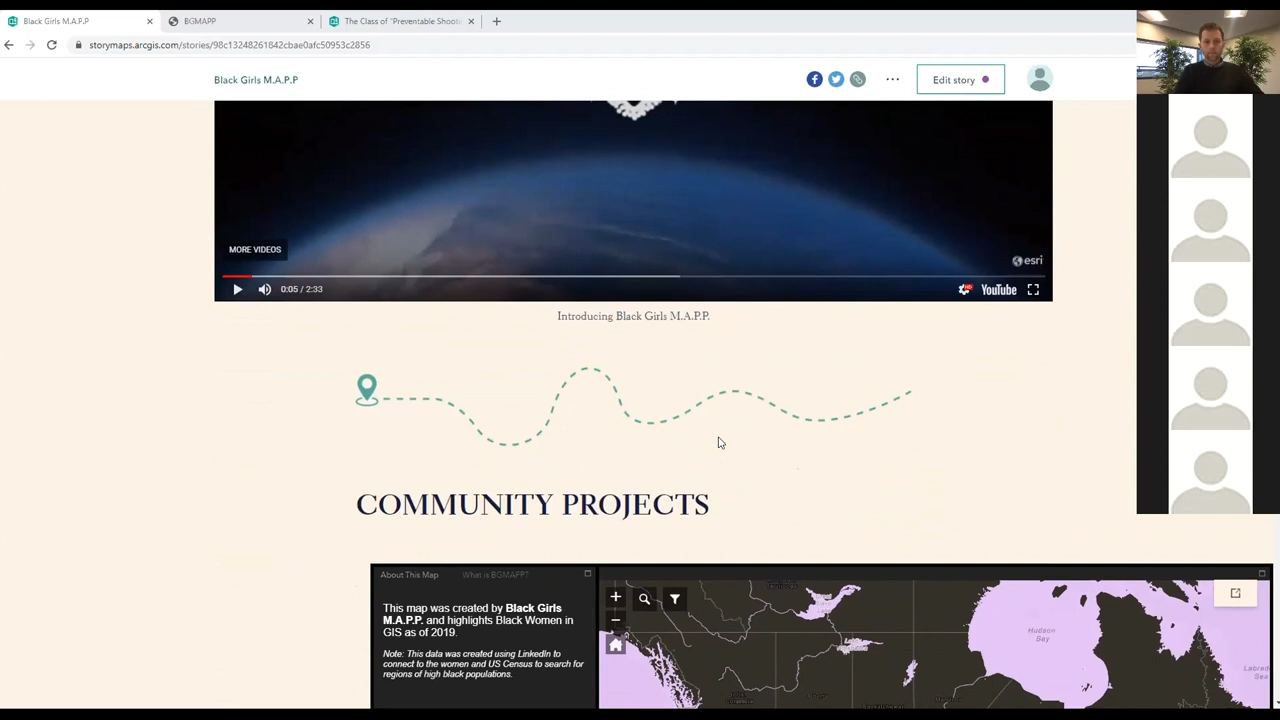 Black Girls M.A.P.P
BGMAPP
The Class of "Preventable Shoot
storymaps.arcgis.com/stories/98c13248261842cbae0afc50953c2856
Black Girls M.A.P.P
Edit story
MORE VIDEOS
esri
0:05 / 2:33
HD
YouTube
Introducing Black Girls M.A.P.P.
COMMUNITY PROJECTS
About This Map
What is BGMAPP?
This map was created by Black Girls
M.A.P.P. and highlights Black Women in
GIS as of 2019.
Note: This data was created using LinkedIn to
connect to the women and US Census to search for
regions of high black populations.
Hudson
Bay
Labrador
Sea